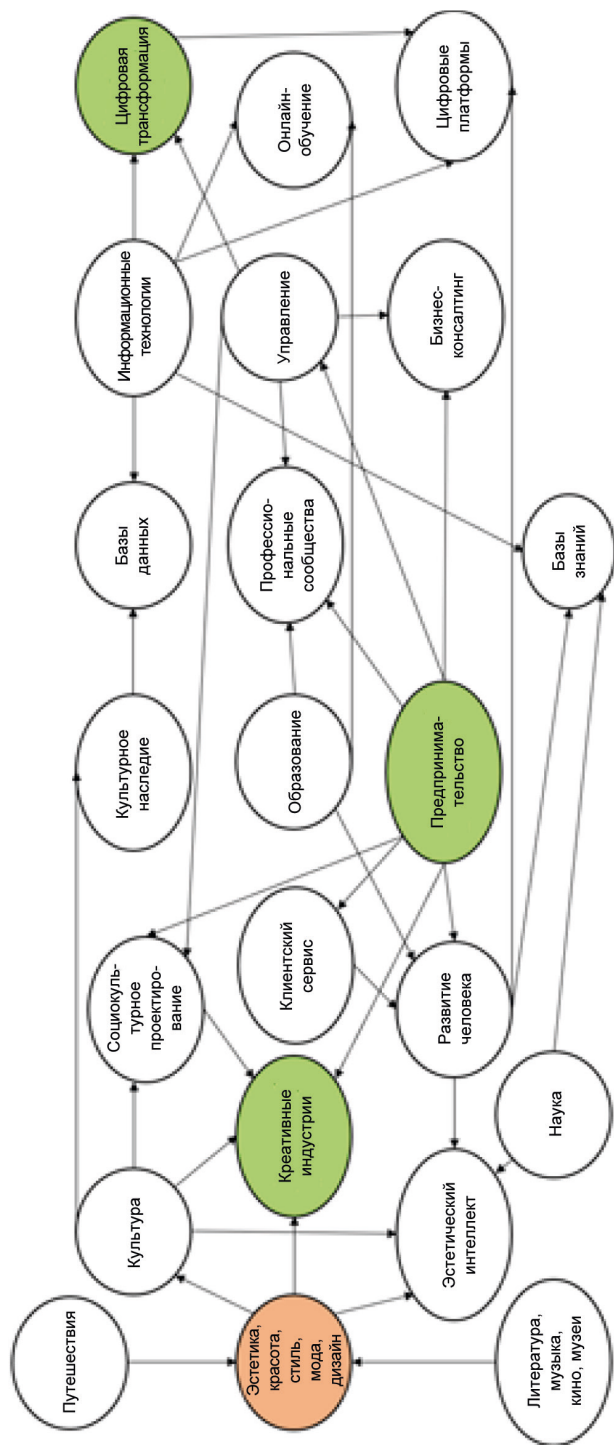 Путешествия
Эстетика,
красота,
стиль,
мода,
дизайн
Литература,
музыка,
кино, музеи
Культура
Эстетический
интеллект
Креативные
индустрии
Наука
Социокуль-
турное
проектиро-
вание
Клиентский
сервис
Развитие
человека
Культурное
наследие
Образование
Предпринима-
тельство
Базы
данных
Профессио-
нальные
сообщества
Базы
знаний
Информационные
технологии
Управление
Бизнес-
консалтинг
Цифровая
трансформация
Онлайн-
обучение
Цифровые
платформы